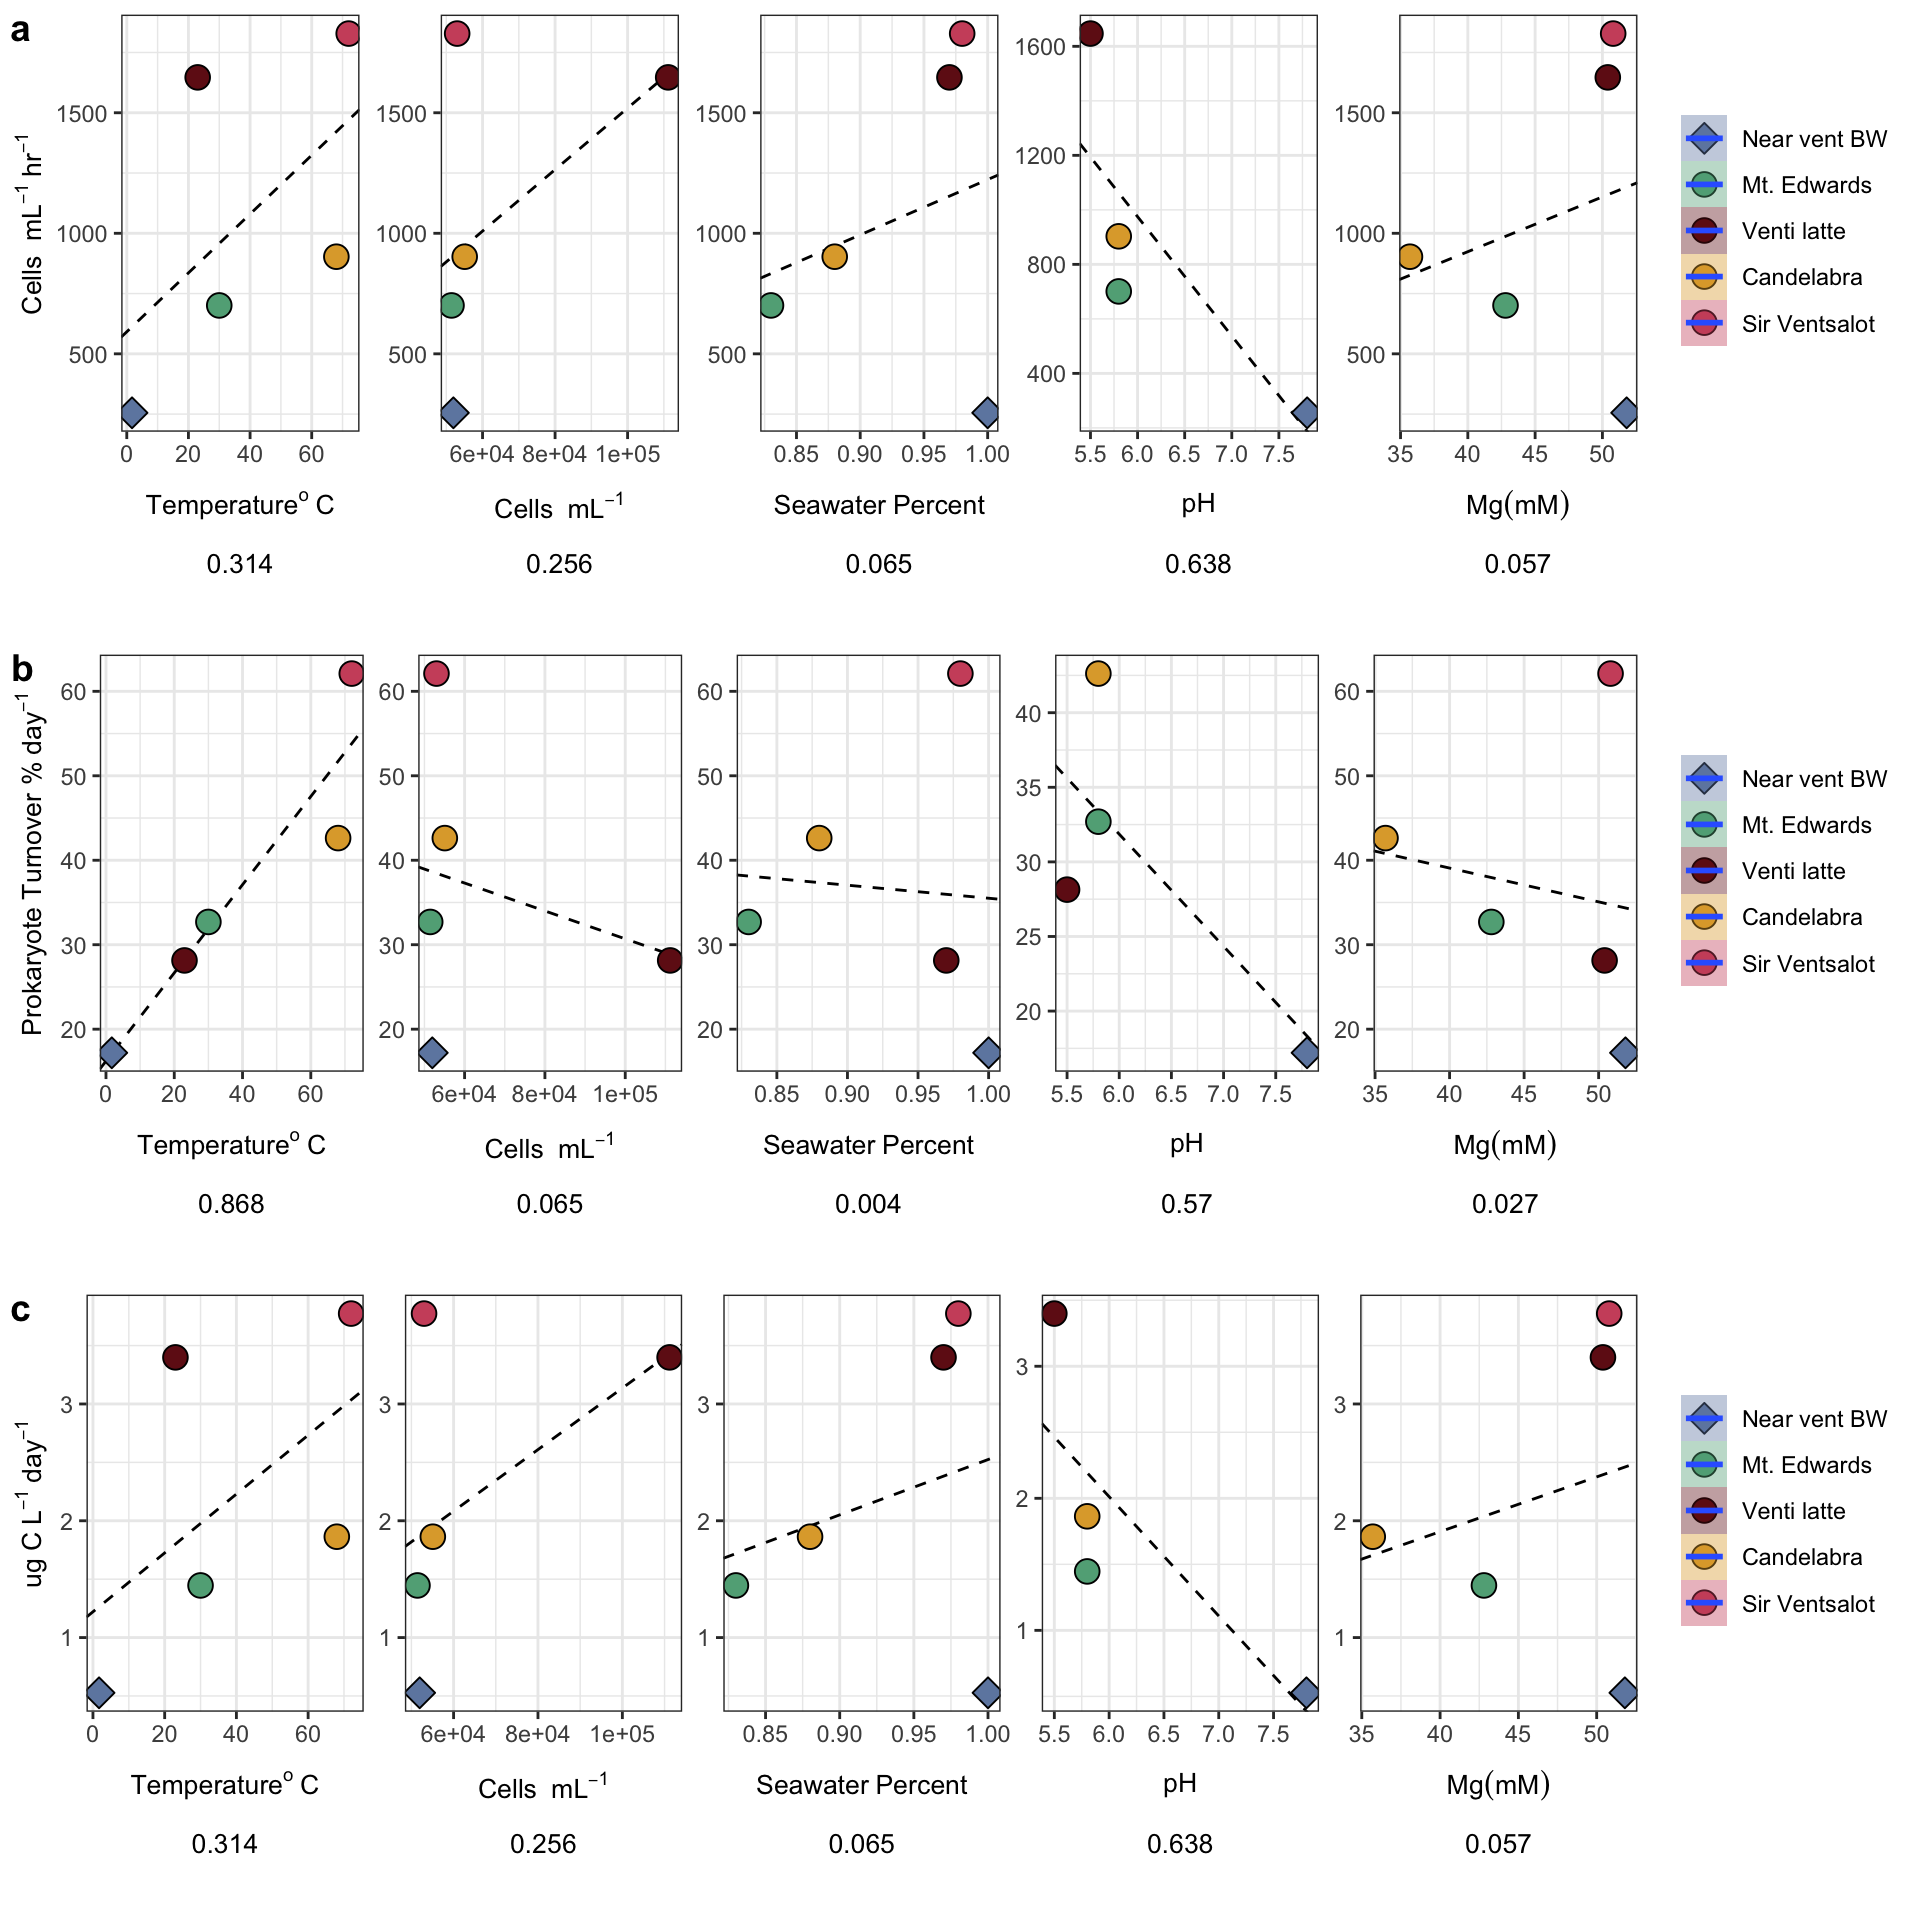 a
Cells mL⁻¹ hr⁻¹
1500
1000
500
0 20 40 60
Temperatureᵒ C
0.314
1500
1000
500
6e+04 8e+04 1e+05
Cells mL⁻¹
0.256
1500
1000
500
0.85 0.90 0.95 1.00
Seawater Percent
0.065
1600
1200
800
400
5.5 6.0 6.5 7.0 7.5
pH
0.638
1500
1000
500
35 40 45 50
Mg(mM)
0.057
Near vent BW
Mt. Edwards
Venti latte
Candelabra
Sir Ventsalot
b
Prokaryote Turnover % day⁻¹
60
50
40
30
20
0 20 40 60
Temperatureᵒ C
0.868
60
50
40
30
20
6e+04 8e+04 1e+05
Cells mL⁻¹
0.065
60
50
40
30
20
0.85 0.90 0.95 1.00
Seawater Percent
0.004
40
35
30
25
20
5.5 6.0 6.5 7.0 7.5
pH
0.57
60
50
40
30
20
35 40 45 50
Mg(mM)
0.027
Near vent BW
Mt. Edwards
Venti latte
Candelabra
Sir Ventsalot
c
ug C L⁻¹ day⁻¹
3
2
1
0 20 40 60
Temperatureᵒ C
0.314
3
2
1
6e+04 8e+04 1e+05
Cells mL⁻¹
0.256
3
2
1
0.85 0.90 0.95 1.00
Seawater Percent
0.065
3
2
1
5.5 6.0 6.5 7.0 7.5
pH
0.638
3
2
1
35 40 45 50
Mg(mM)
0.057
Near vent BW
Mt. Edwards
Venti latte
Candelabra
Sir Ventsalot